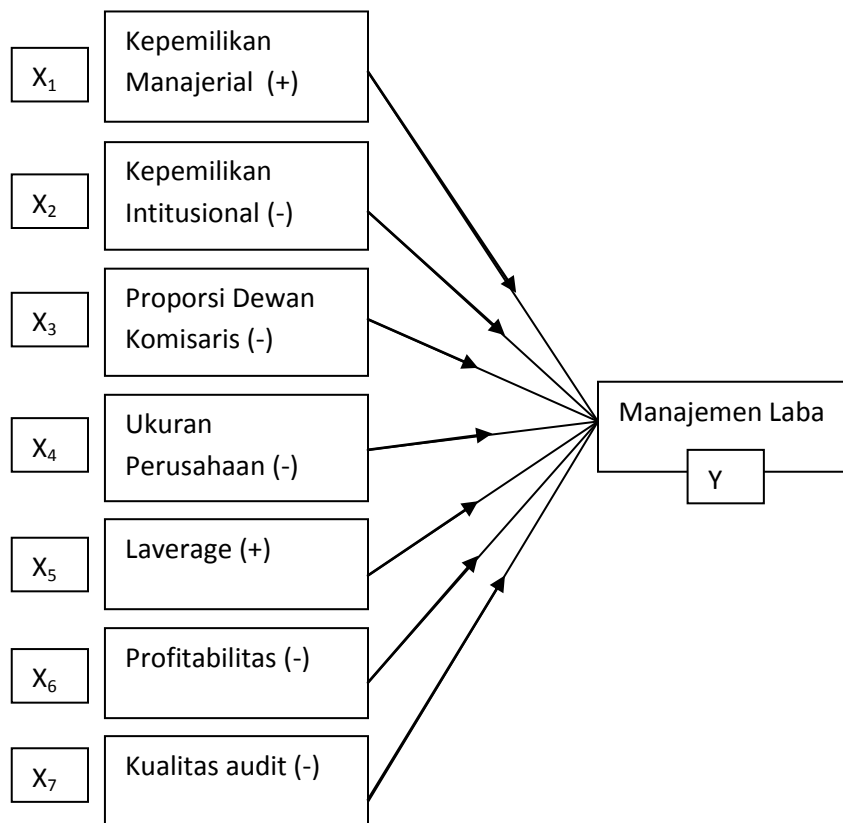 X₁
Kepemilikan
Manajerial (+)
X₂
Kepemilikan
Intitusional (-)
X₃
Proporsi Dewan
Komisaris (-)
X₄
Ukuran
Perusahaan (-)
X₅
Laverage (+)
X₆
Profitabilitas (-)
X₇
Kualitas audit (-)
Manajemen Laba
Y